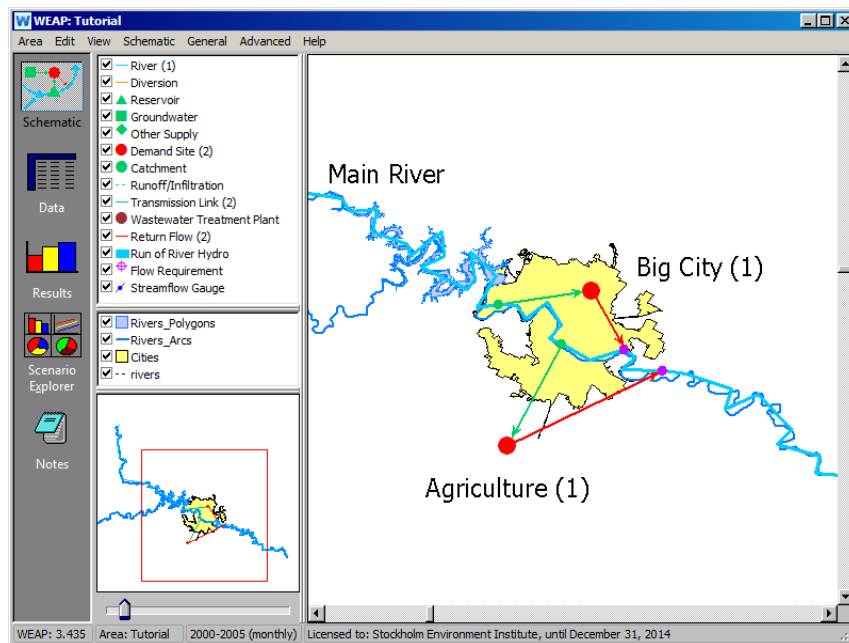 WEAP: Tutorial
Area Edit View Schematic General Advanced Help
Schematic
Data
Results
Scenario
Explorer
Notes
River (1)
Diversion
Reservoir
Groundwater
Other Supply
Demand Site (2)
Catchment
Runoff/Infiltration
Transmission Link (2)
Wastewater Treatment Plant
Return Flow (2)
Run of River Hydro
Flow Requirement
Streamflow Gauge
Rivers_Polygons
Rivers_Arcs
Cities
rivers
Main River
Big City (1)
Agriculture (1)
WEAP: 3.435 Area: Tutorial 2000-2005 (monthly) Licensed to: Stockholm Environment Institute, until December 31, 2014